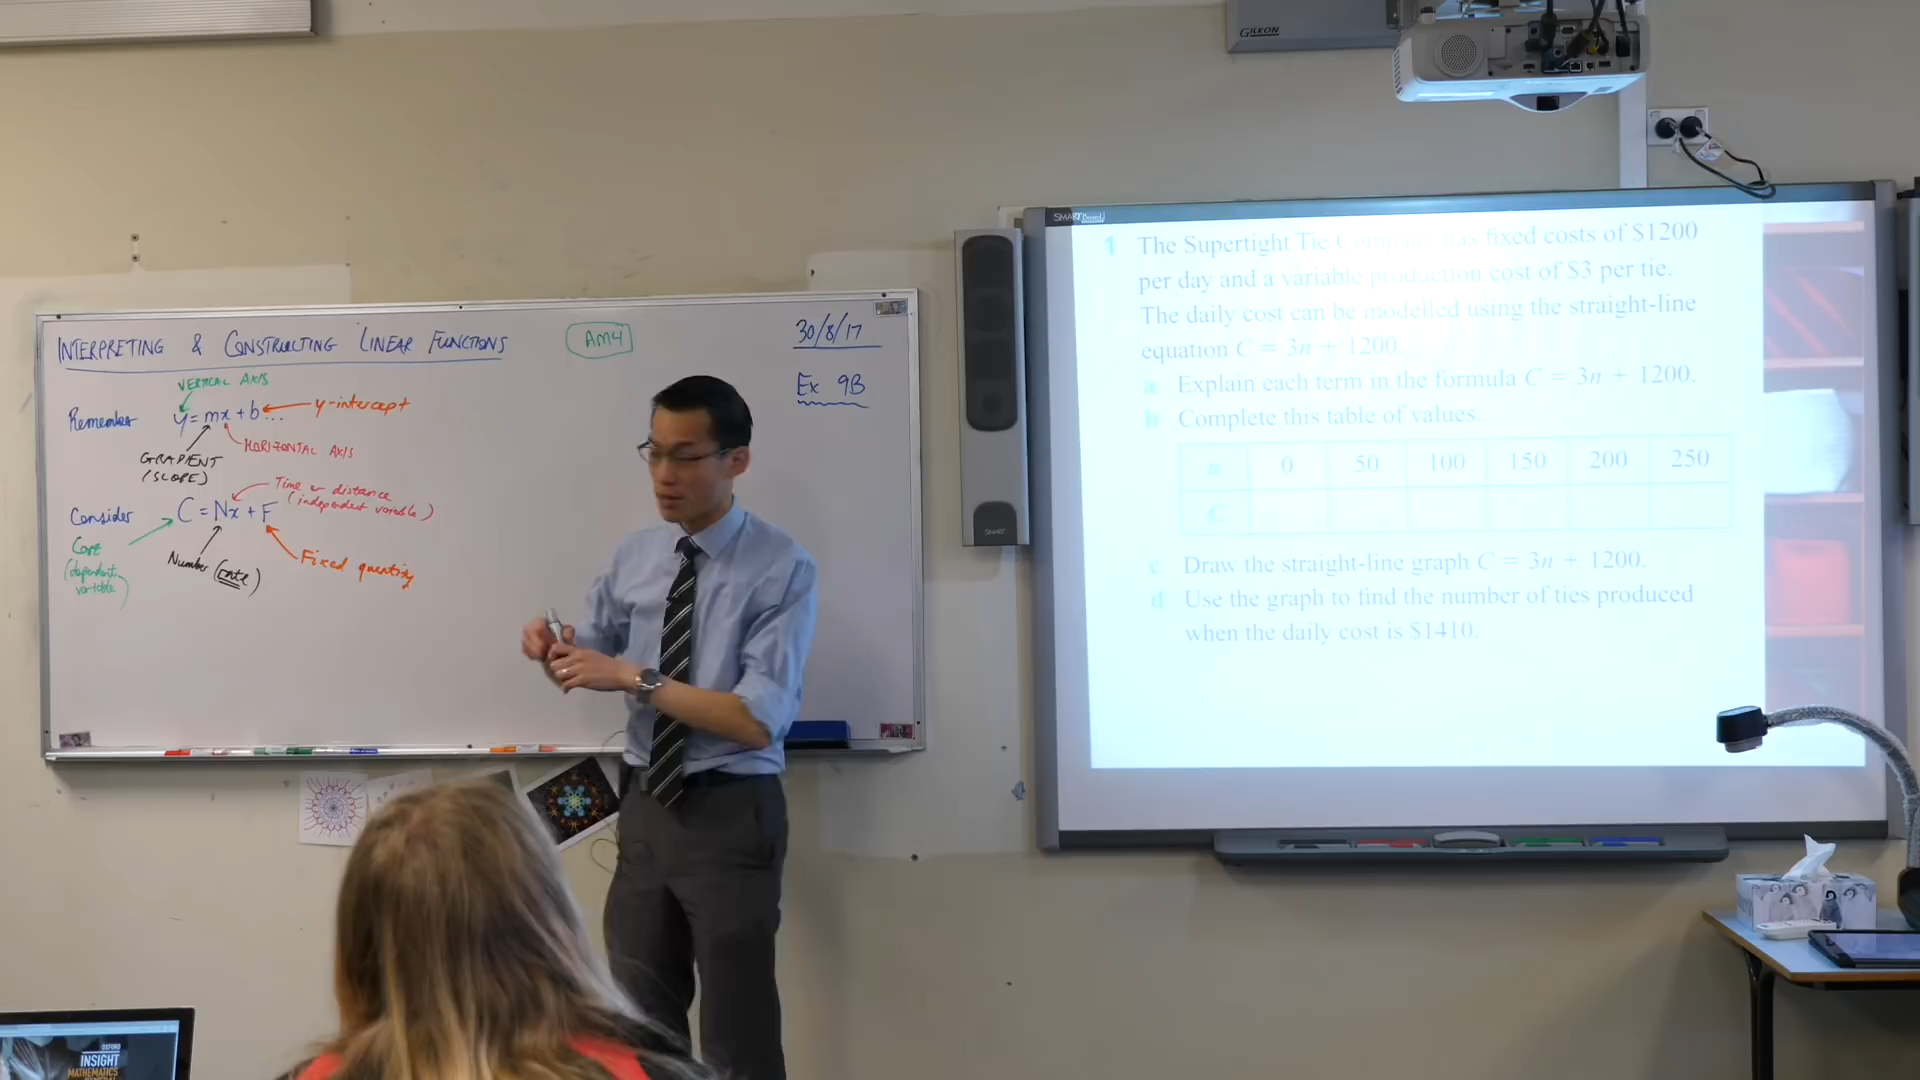 INTERPRETING & CONSTRUCTING LINEAR FUNCTIONS
AM4
30/8/17
Ex 9B
VERTICAL AXIS
Remember y = mx + b ... y-intercept
HORIZONTAL AXIS
GRADIENT
(SLOPE)
Time or distance
(independent variable)
Consider C = Nx + F
(dependent
variable)
Number (rate)
Fixed quantity
GILKON
SMART Board
1 The Supertight Tie has fixed costs of $1200
per day and a variable production cost of $3 per tie.
The daily cost can be modelled using the straight-line
equation C = 3n + 1200.
a Explain each term in the formula C = 3n + 1200.
b Complete this table of values.
n 0 50 100 150 200 250
C
c Draw the straight-line graph C = 3n + 1200.
d Use the graph to find the number of ties produced
when the daily cost is $1410.
SMART
OXFORD
INSIGHT
MATHEMATICS